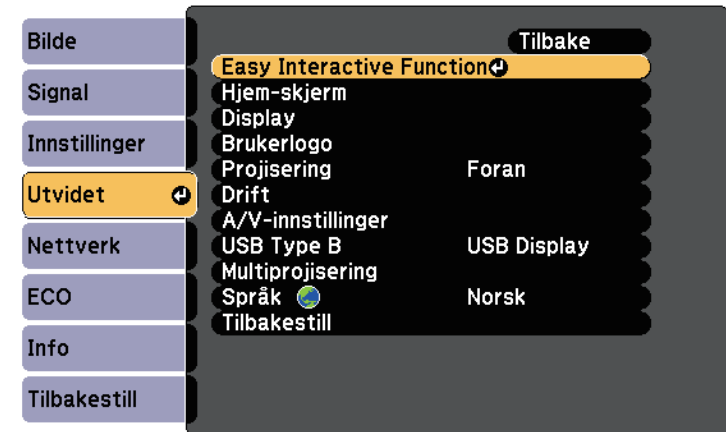 Bilde
Signal
Innstillinger
Utvidet
Nettverk
ECO
Info
Tilbakestill
Tilbake
Easy Interactive Function
Hjem-skjerm
Display
Brukerlogo
Projisering Foran
Drift
A/V-innstillinger
USB Type B USB Display
Multiprojisering
Språk Norsk
Tilbakestill